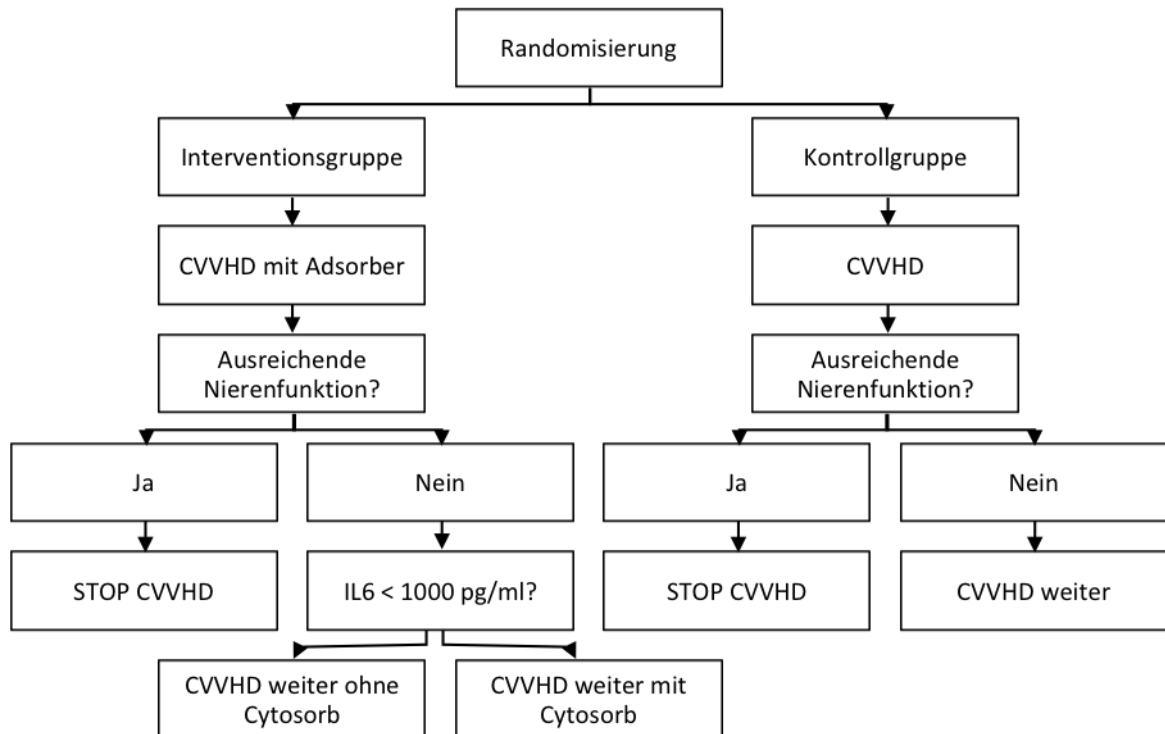 Randomisierung
Interventionsgruppe
Kontrollgruppe
CVVHD mit Adsorber
CVVHD
Ausreichende
Nierenfunktion?
Ausreichende
Nierenfunktion?
Ja
Nein
Ja
Nein
STOP CVVHD
IL6 < 1000 pg/ml?
STOP CVVHD
CVVHD weiter
CVVHD weiter ohne
Cytosorb
CVVHD weiter mit
Cytosorb